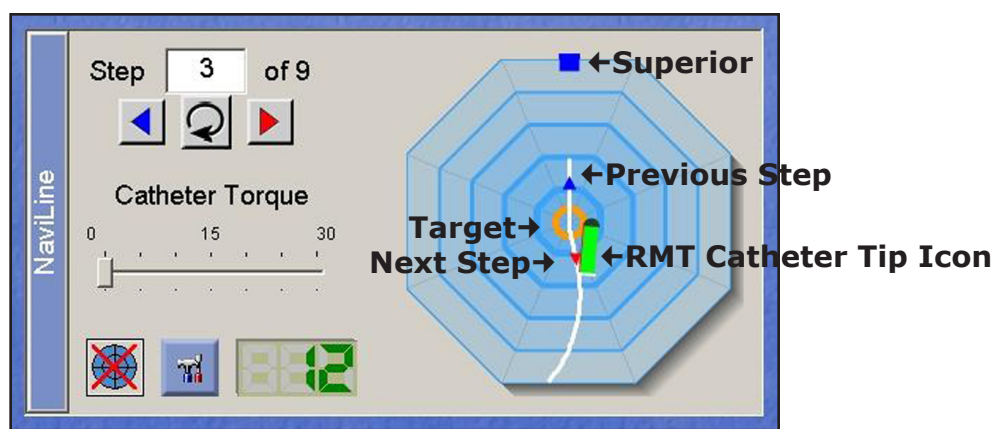 NaviLine
Step 3 of 9
Catheter Torque
0 15 30
12
←Superior
←Previous Step
Target→
Next Step→
←RMT Catheter Tip Icon